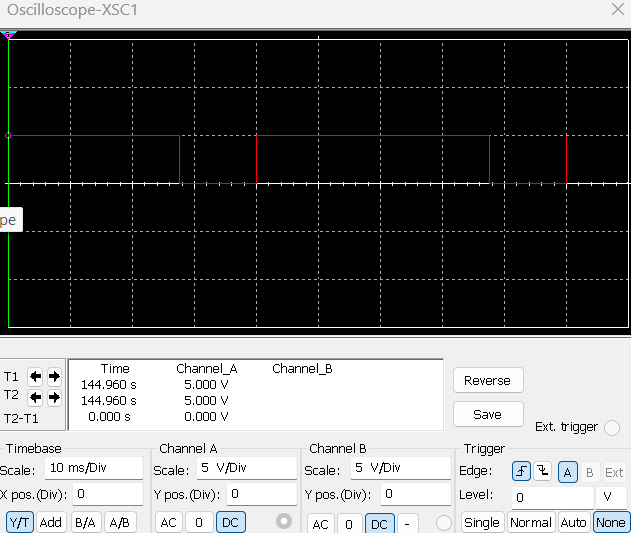 Oscilloscope-XSC1
pe
Time Channel_A Channel_B
T1 144.960 s 5.000 V
T2 144.960 s 5.000 V
T2-T1 0.000 s 0.000 V
Reverse
Save
Ext. trigger
Timebase Channel A Channel B Trigger
Scale: 10 ms/Div Scale: 5 V/Div Scale: 5 V/Div Edge: A B Ext
X pos.(Div): 0 Y pos.(Div): 0 Y pos.(Div): 0 Level: 0 V
Y/T Add B/A A/B AC 0 DC AC 0 DC - Single Normal Auto None